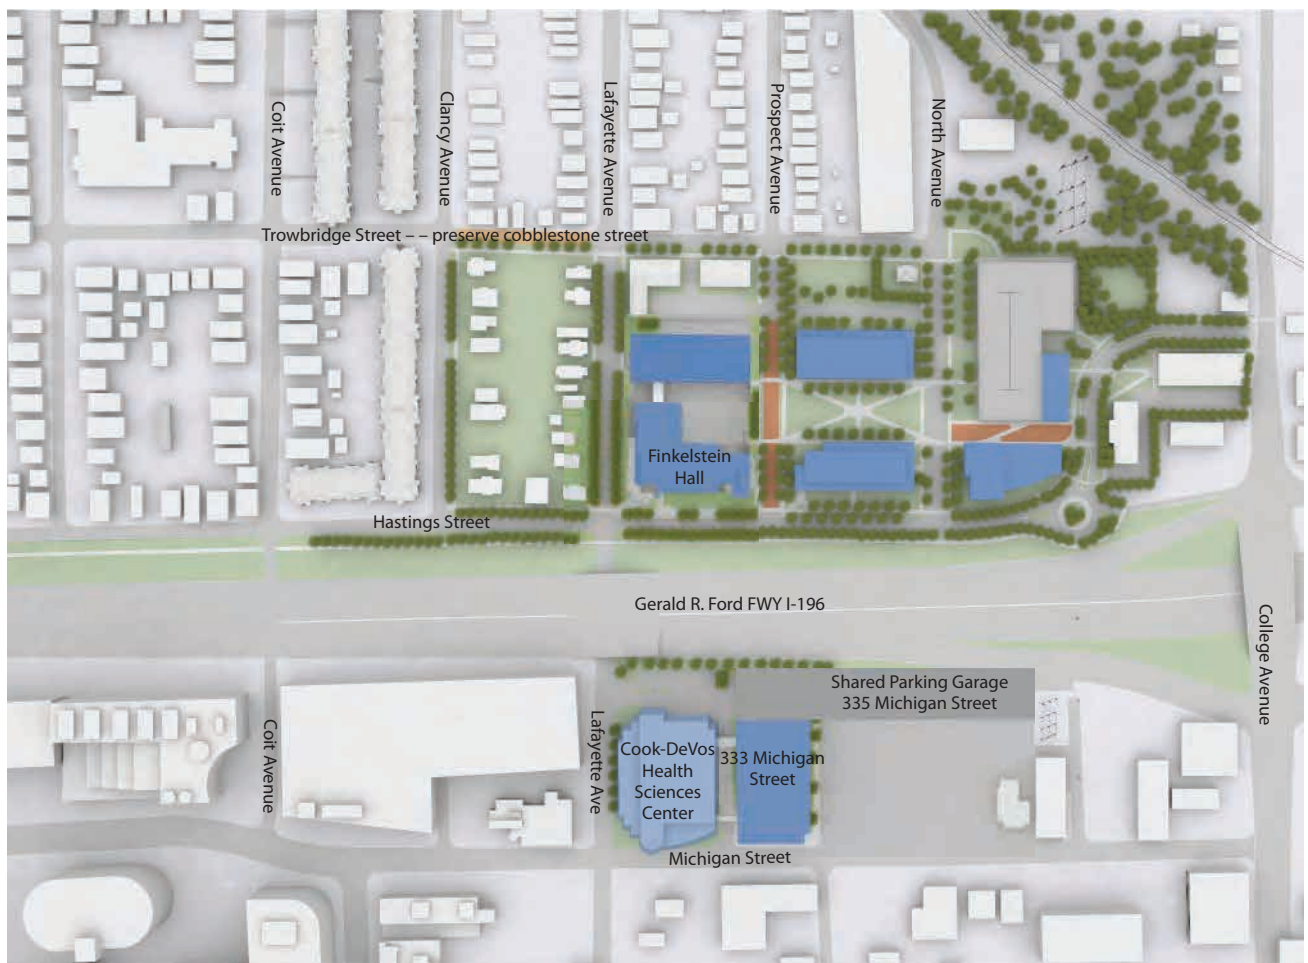 Coit Avenue
Clancy Avenue
Lafayette Avenue
Prospect Avenue
North Avenue
Trowbridge Street – – preserve cobblestone street
Finkelstein
Hall
Hastings Street
Gerald R. Ford FWY I-196
College Avenue
Shared Parking Garage
335 Michigan Street
Coit Avenue
Lafayette Ave
Cook-DeVos
Health
Sciences
Center
333 Michigan
Street
Michigan Street